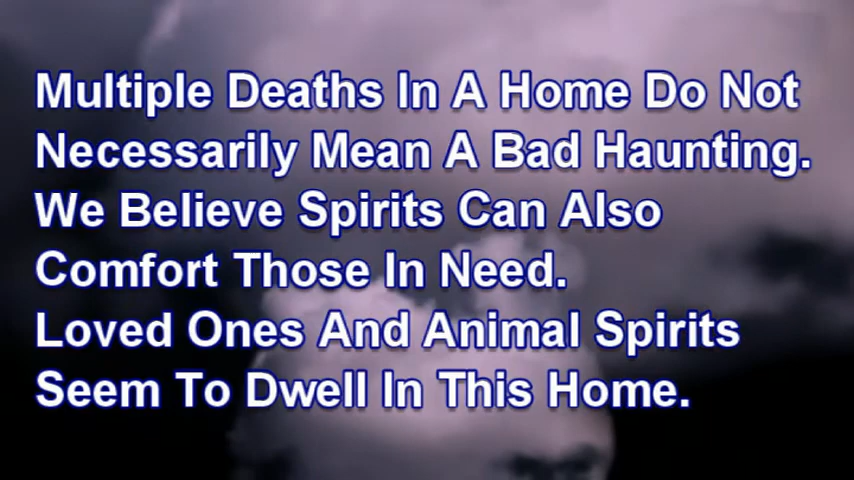 Multiple Deaths In A Home Do Not
Necessarily Mean A Bad Haunting.
We Believe Spirits Can Also
Comfort Those In Need.
Loved Ones And Animal Spirits
Seem To Dwell In This Home.